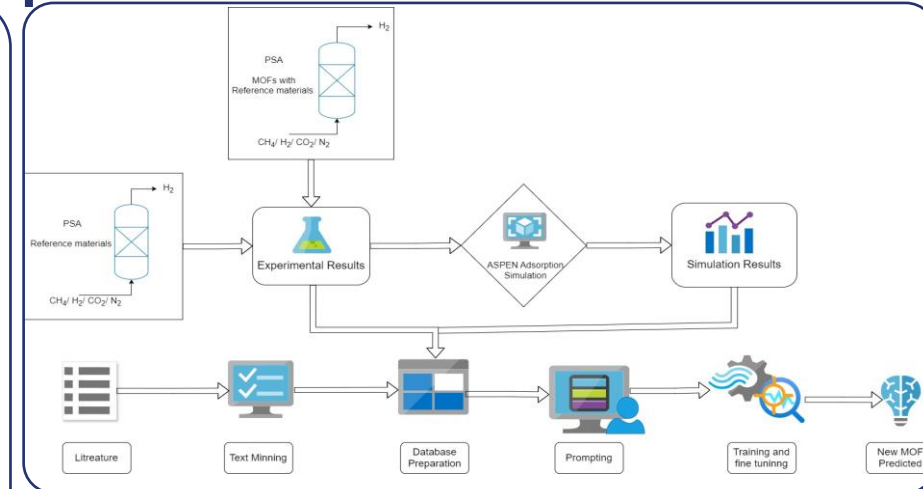 H₂
PSA
MOFs with
Reference materials
CH₄/ H₂/ CO₂/ N₂
H₂
PSA
Reference materials
CH₄/ H₂/ CO₂/ N₂
Experimental Results
ASPEN Adsorption
Simulation
Simulation Results
Litreature
Text Minning
Database
Preparation
Prompting
Training and
fine tuninng
New MOF
Predicted